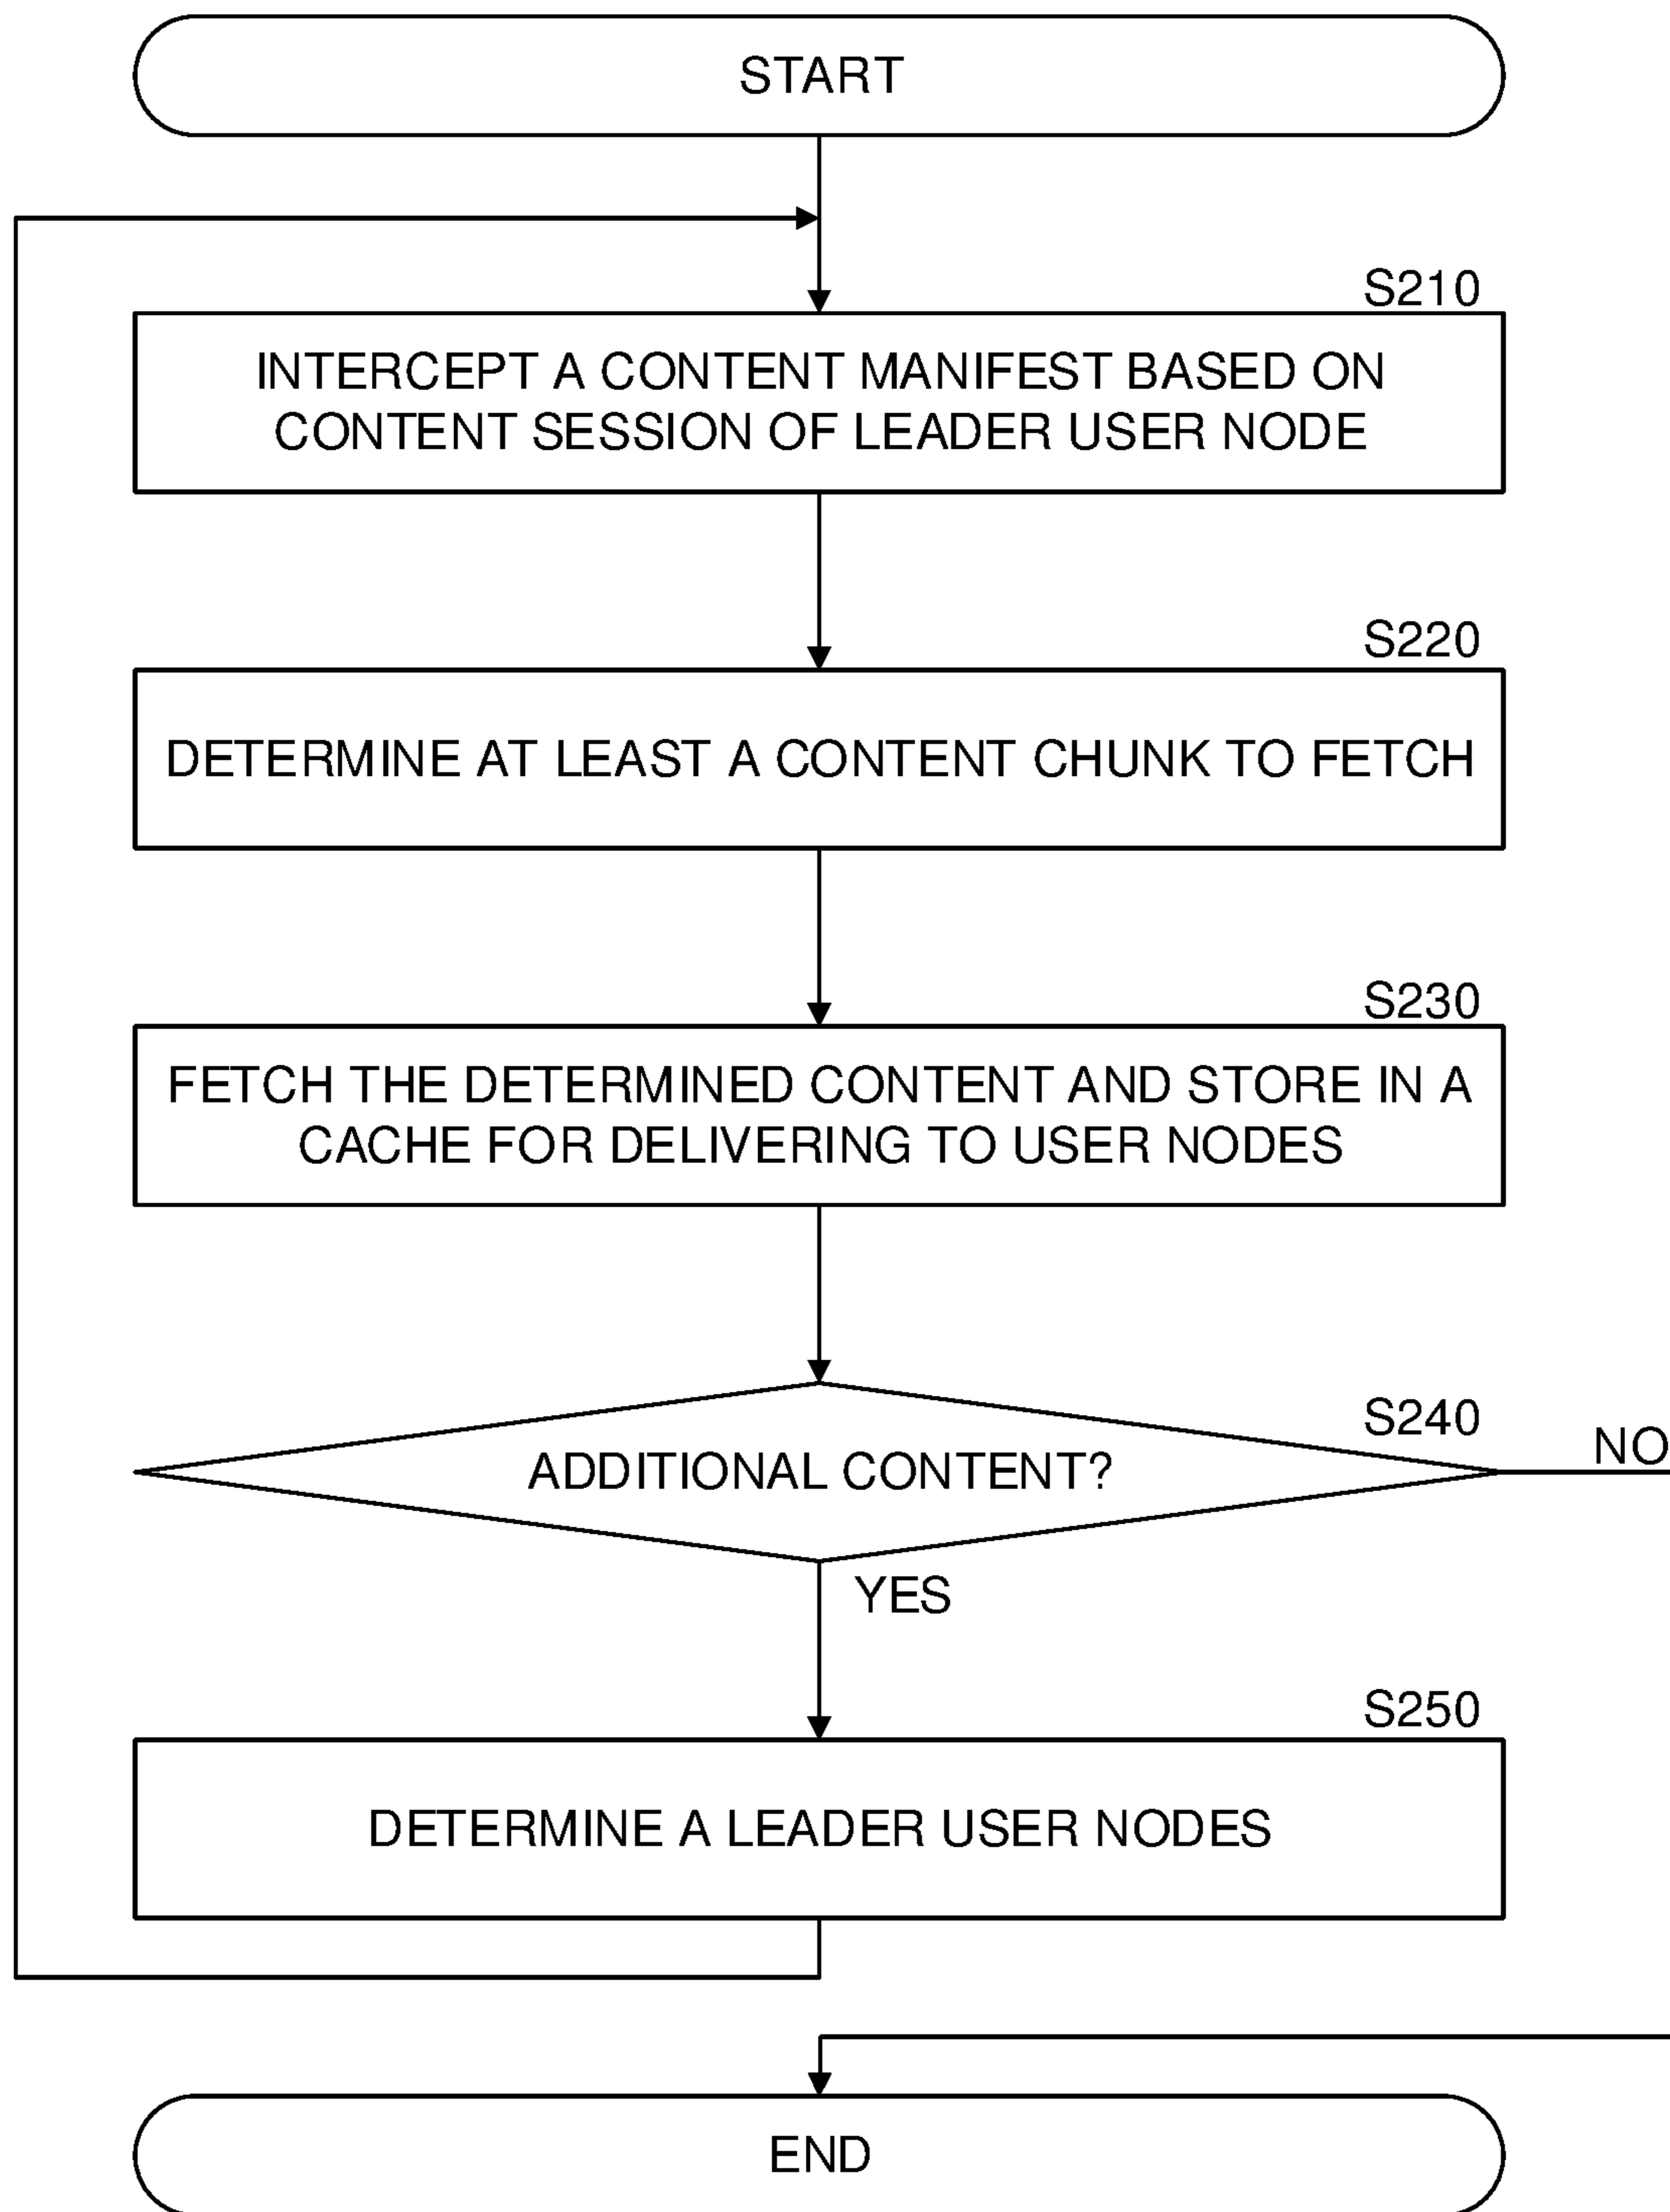 START
S210
INTERCEPT A CONTENT MANIFEST BASED ON
CONTENT SESSION OF LEADER USER NODE
S220
DETERMINE AT LEAST A CONTENT CHUNK TO FETCH
S230
FETCH THE DETERMINED CONTENT AND STORE IN A
CACHE FOR DELIVERING TO USER NODES
S240
NO
ADDITIONAL CONTENT?
YES
S250
DETERMINE A LEADER USER NODES
END